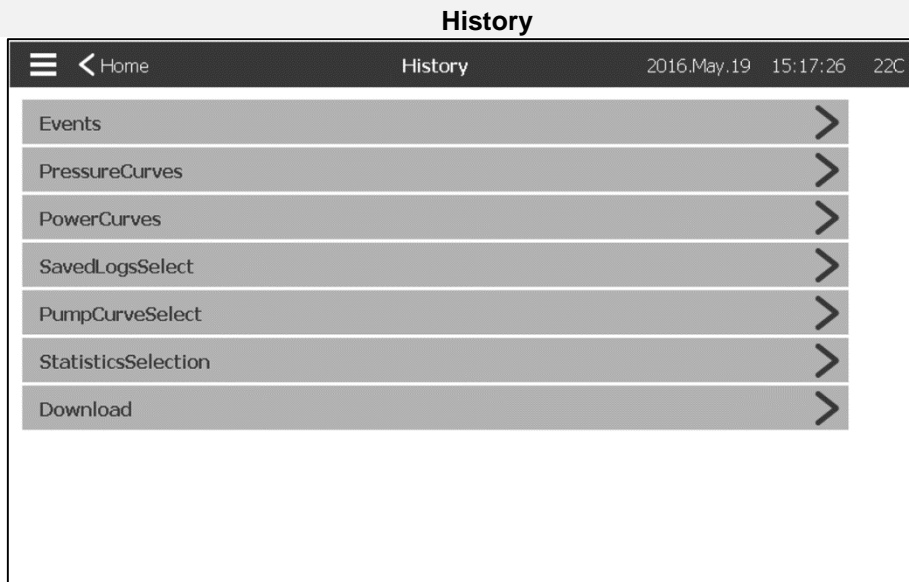 History
Home History 2016.May.19 15:17:26 22C
Events
PressureCurves
PowerCurves
SavedLogsSelect
PumpCurveSelect
StatisticsSelection
Download